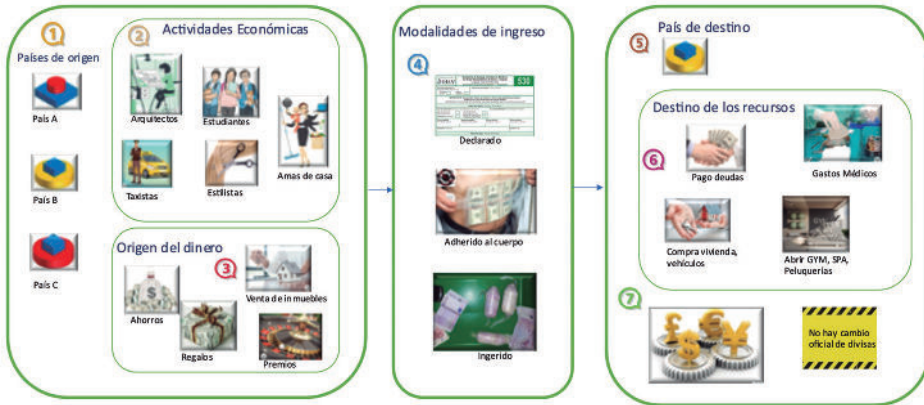 1
Países de origen
País A
País B
País C
2
Actividades Económicas
Arquitectos
Estudiantes
Amas de casa
Taxistas
Estilistas
Origen del dinero
3
Ahorros
Regalos
Venta de inmuebles
Premios
Modalidades de ingreso
4
530
Declarado
Adherido al cuerpo
Ingerido
País de destino
5
Destino de los recursos
6
Pago deudas
Gastos Médicos
Compra vivienda,
vehículos
Abrir GYM, SPA,
Peluquerías
7
£ € $ ¥
No hay cambio
oficial de divisas